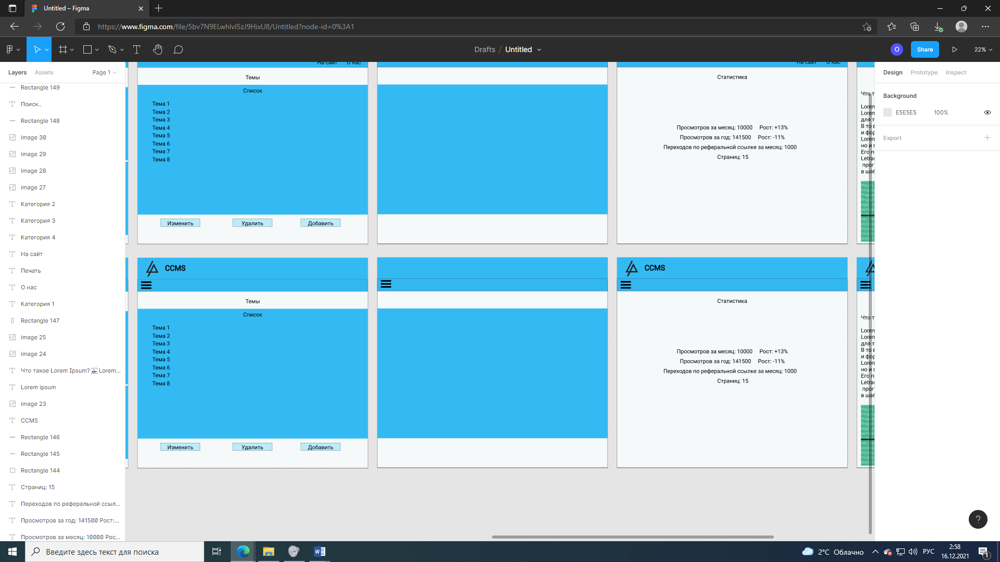 Untitled – Figma
https://www.figma.com/file/5bv7N9ELwhlvI5zJ9HixU8/Untitled?node-id=0%3A1
Drafts / Untitled
O
Share
22%
Layers
Assets
Page 1
Rectangle 149
Поиск..
Rectangle 148
image 30
image 29
image 28
image 27
Категория 2
Категория 3
Категория 4
На сайт
Печать
О нас
Категория 1
Rectangle 147
image 25
image 24
Что такое Lorem Ipsum? Lorem...
Lorem ipsum
image 23
CCMS
Rectangle 146
Rectangle 145
Rectangle 144
Страниц: 15
Переходов по реферальной ссыл...
Просмотров за год: 141500 Рост:...
Просмотров за месяц: 10000 Рос...
На сайт О нас
Темы
Список
Тема 1
Тема 2
Тема 3
Тема 4
Тема 5
Тема 6
Тема 7
Тема 8
Изменить
Удалить
Добавить
На сайт О нас
Статистика
Просмотров за месяц: 10000 Рост: +13%
Просмотров за год: 141500 Рост: -11%
Переходов по реферальной ссылке за месяц: 1000
Страниц: 15
Что т
Lorem
Lorem
для т
В то в
и фор
Lorem
но и п
Его п
Letras
прог
в шаб
CCMS
Темы
Список
Тема 1
Тема 2
Тема 3
Тема 4
Тема 5
Тема 6
Тема 7
Тема 8
Изменить
Удалить
Добавить
CCMS
Статистика
Просмотров за месяц: 10000 Рост: +13%
Просмотров за год: 141500 Рост: -11%
Переходов по реферальной ссылке за месяц: 1000
Страниц: 15
Что т
Lorem
Lorem
для т
В то в
и фор
Lorem
но и п
Его п
Letras
прог
в шаб
Design
Prototype
Inspect
Background
E5E5E5 100%
Export
?
Введите здесь текст для поиска
2°C Облачно
РУС
2:58
16.12.2021
1